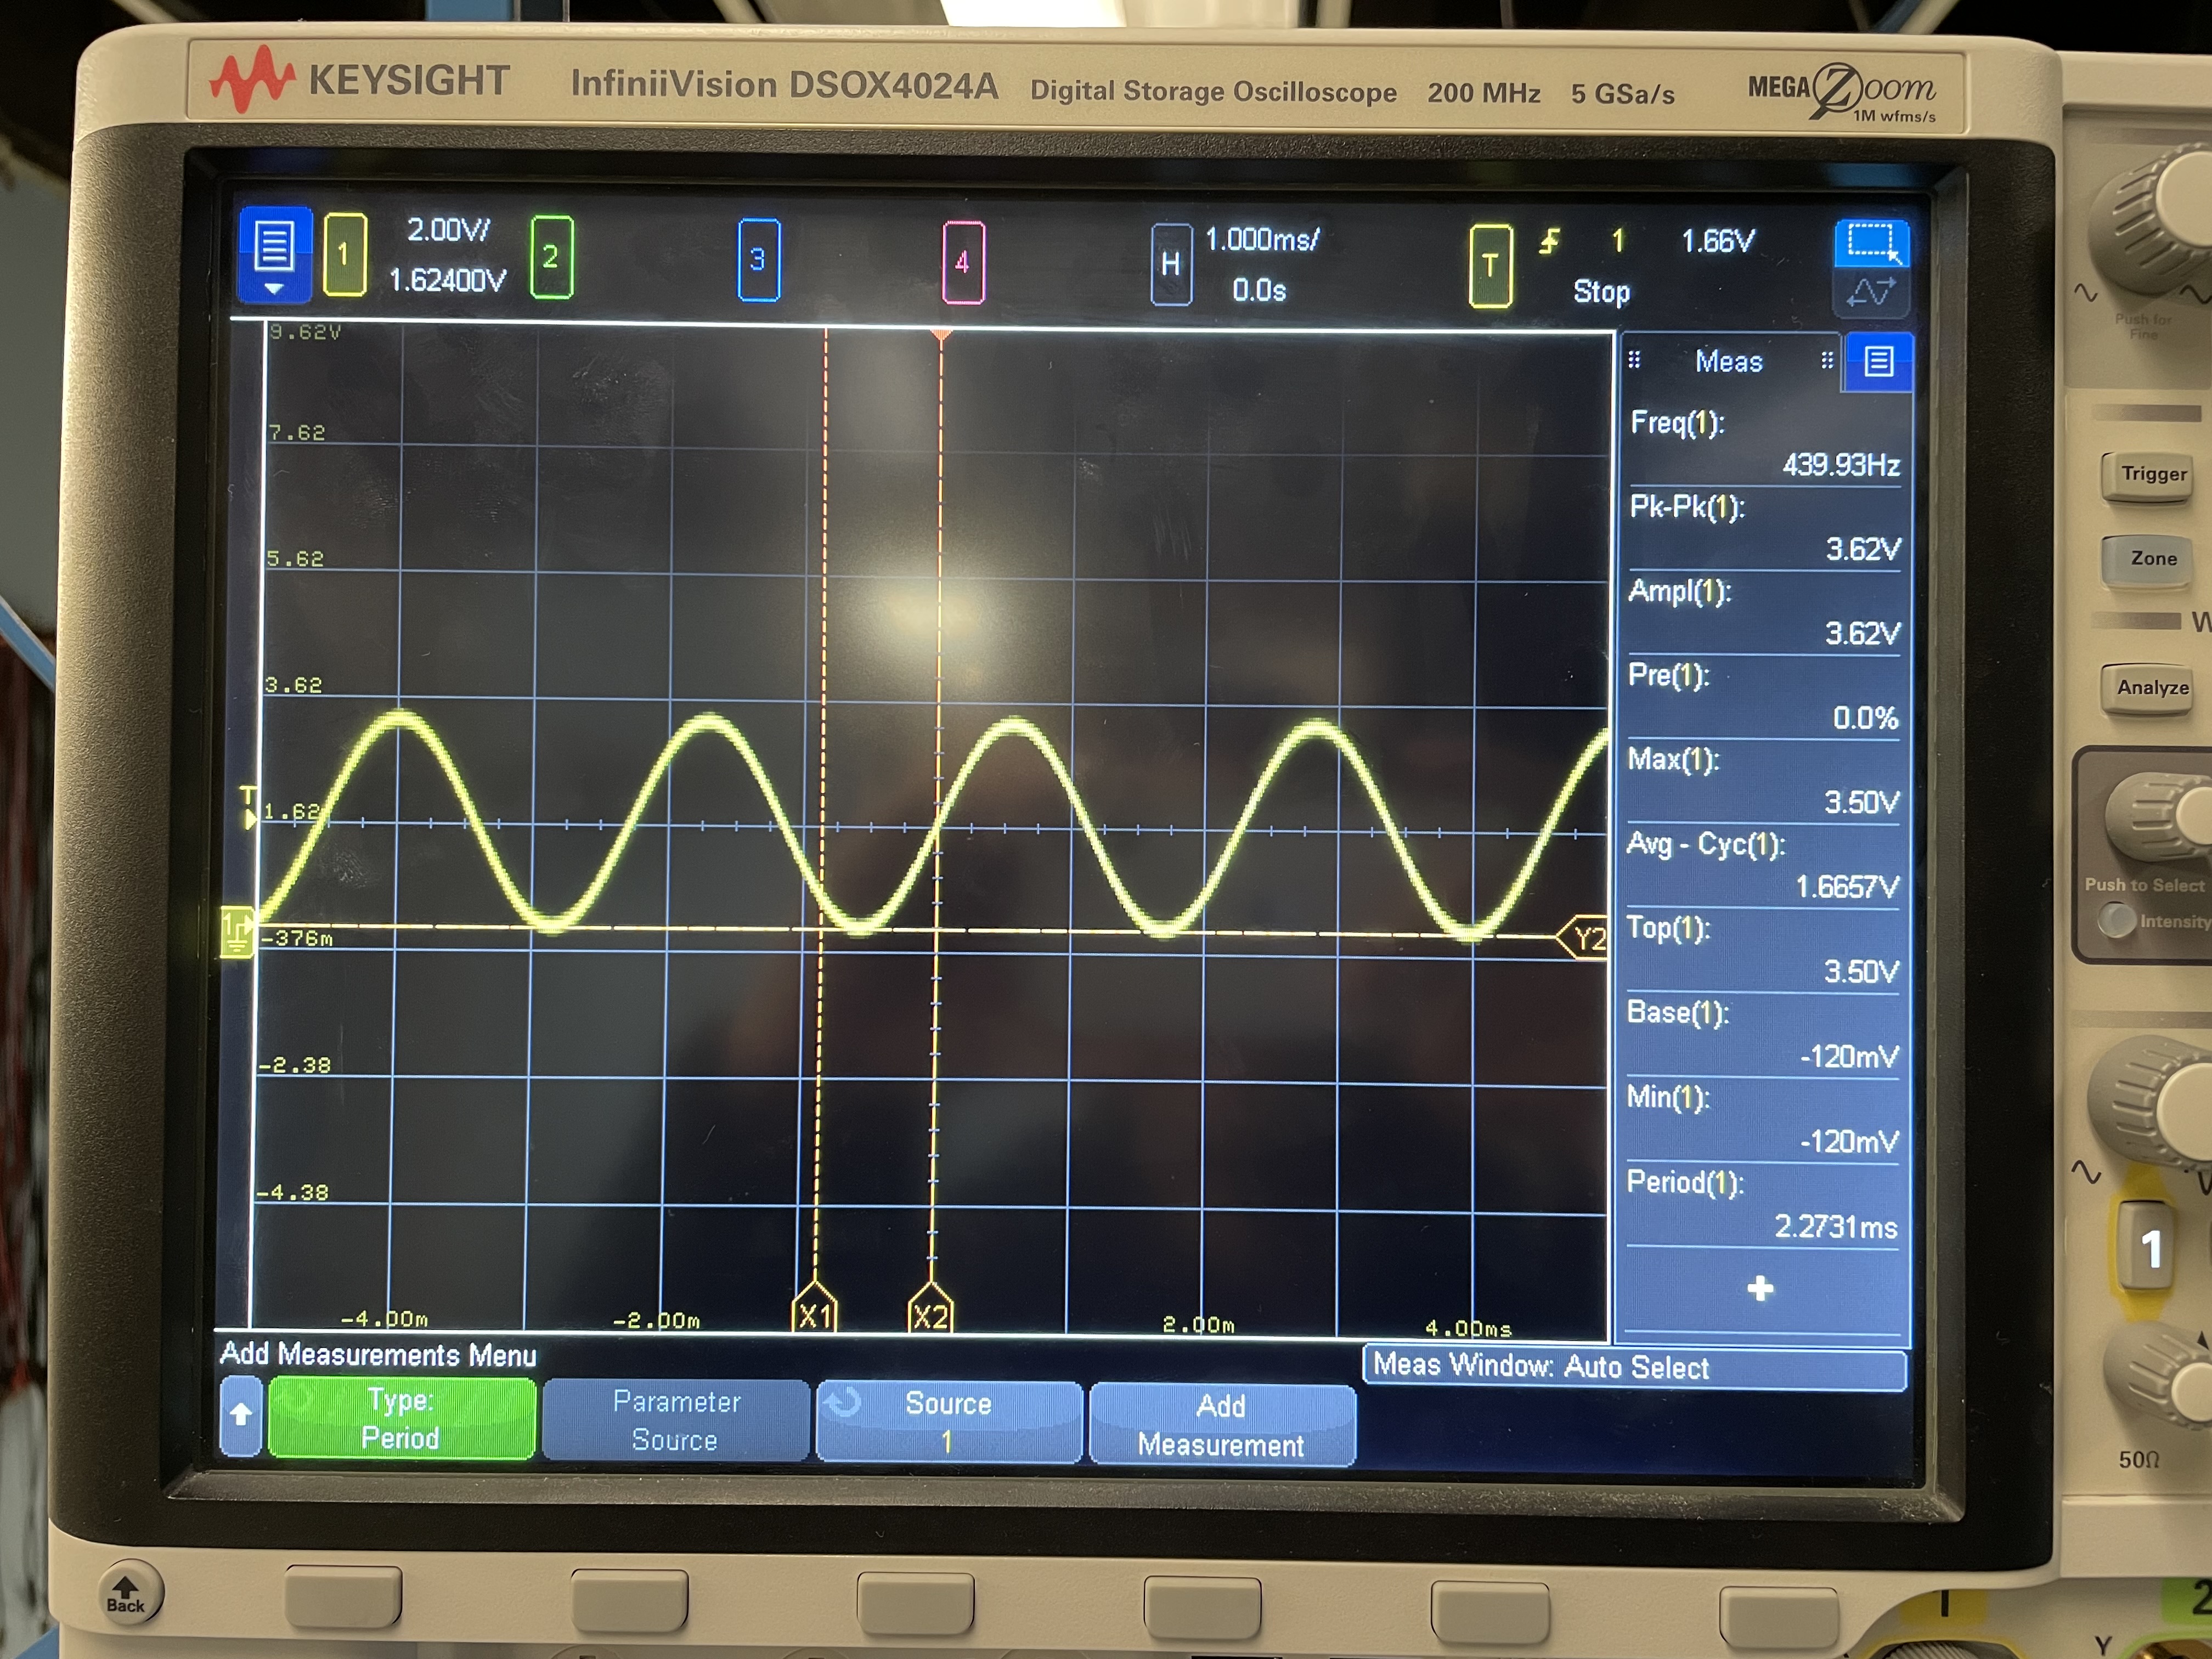 KEYSIGHT InfiniiVision DSOX4024A Digital Storage Oscilloscope 200 MHz 5 GSa/s MEGA Zoom
1M wfms/s
1 2.00V/ 2 3 4 H 1.000ms/ T 1 1.66V
1.62400V 0.0s Stop
Push for
Fine
9.62V
7.62
5.62
3.62
T
1.62
1
-376m
Y2
-2.38
-4.38
-4.00m -2.00m X1 X2 2.00m 4.00ms
Meas
Freq(1):
439.93Hz
Pk-Pk(1):
3.62V
Ampl(1):
3.62V
Pre(1):
0.0%
Max(1):
3.50V
Avg - Cyc(1):
1.6657V
Top(1):
3.50V
Base(1):
-120mV
Min(1):
-120mV
Period(1):
2.2731ms
+
Add Measurements Menu
Meas Window: Auto Select
Type:
Period
Parameter
Source
Source
1
Add
Measurement
Trigger
Zone
W
Analyze
Push to Select
Intensity
1
50Ω
Back
1
2
Y